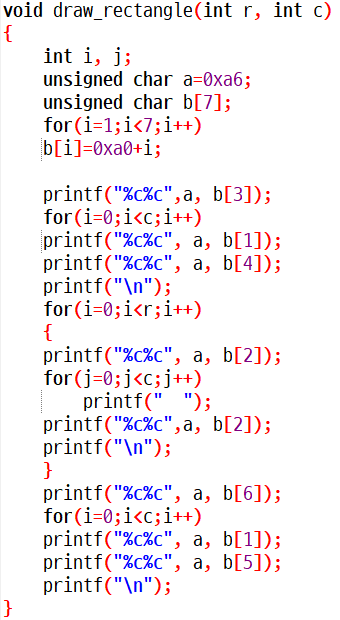 void draw_rectangle(int r, int c)
{
    int i, j;
    unsigned char a=0xa6;
    unsigned char b[7];
    for(i=1;i<7;i++)
    b[i]=0xa0+i;

    printf("%c%c",a, b[3]);
    for(i=0;i<c;i++)
    printf("%c%c", a, b[1]);
    printf("%c%c", a, b[4]);
    printf("\n");
    for(i=0;i<r;i++)
    {
    printf("%c%c", a, b[2]);
    for(j=0;j<c;j++)
        printf("  ");
    printf("%c%c",a, b[2]);
    printf("\n");
    }
    printf("%c%c", a, b[6]);
    for(i=0;i<c;i++)
    printf("%c%c", a, b[1]);
    printf("%c%c", a, b[5]);
    printf("\n");
}